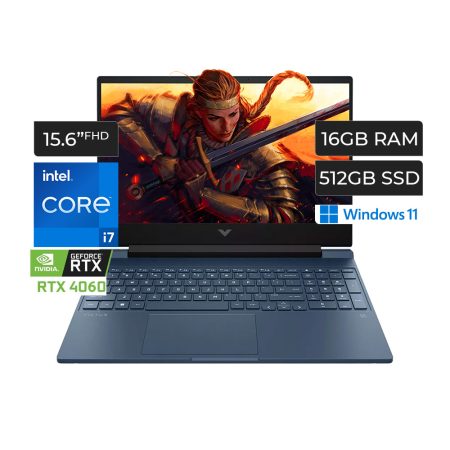 15.6”FHD
16GB RAM
intel
CORE
i7
512GB SSD
Windows 11
NVIDIA
GEFORCE
RTX
RTX 4060